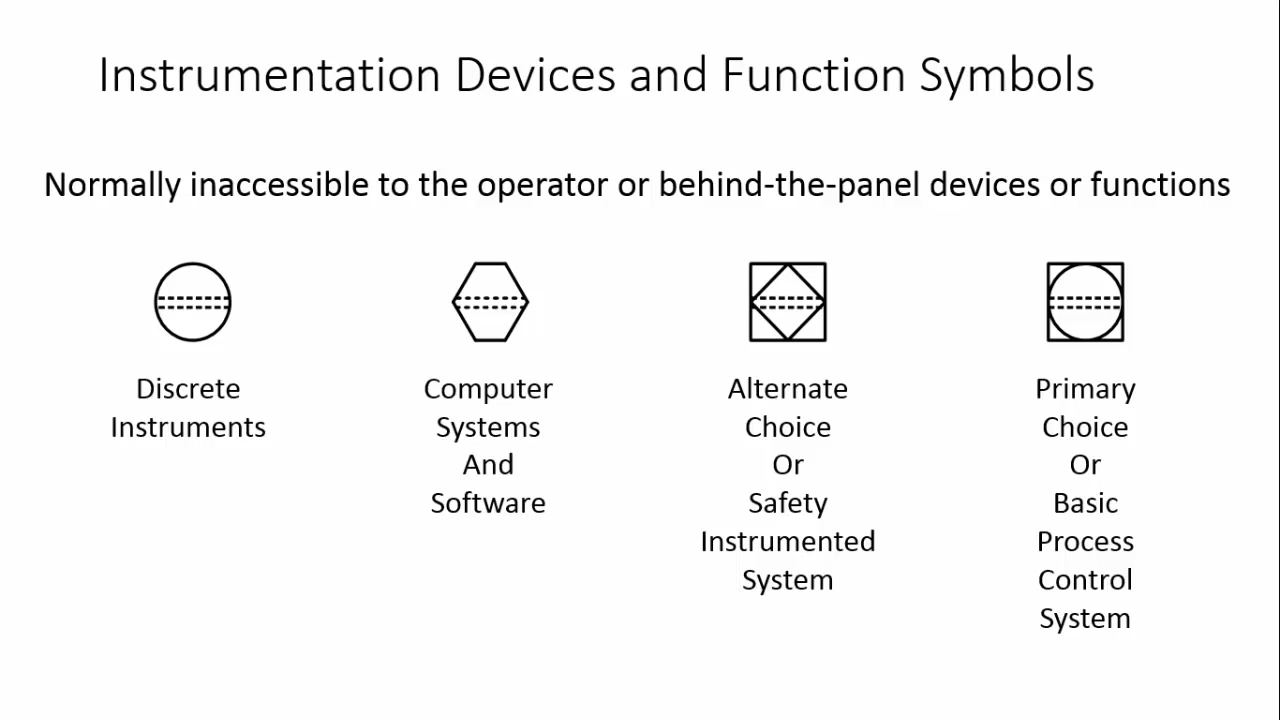 Instrumentation Devices and Function Symbols
Normally inaccessible to the operator or behind-the-panel devices or functions
Discrete
Instruments
Computer
Systems
And
Software
Alternate
Choice
Or
Safety
Instrumented
System
Primary
Choice
Or
Basic
Process
Control
System